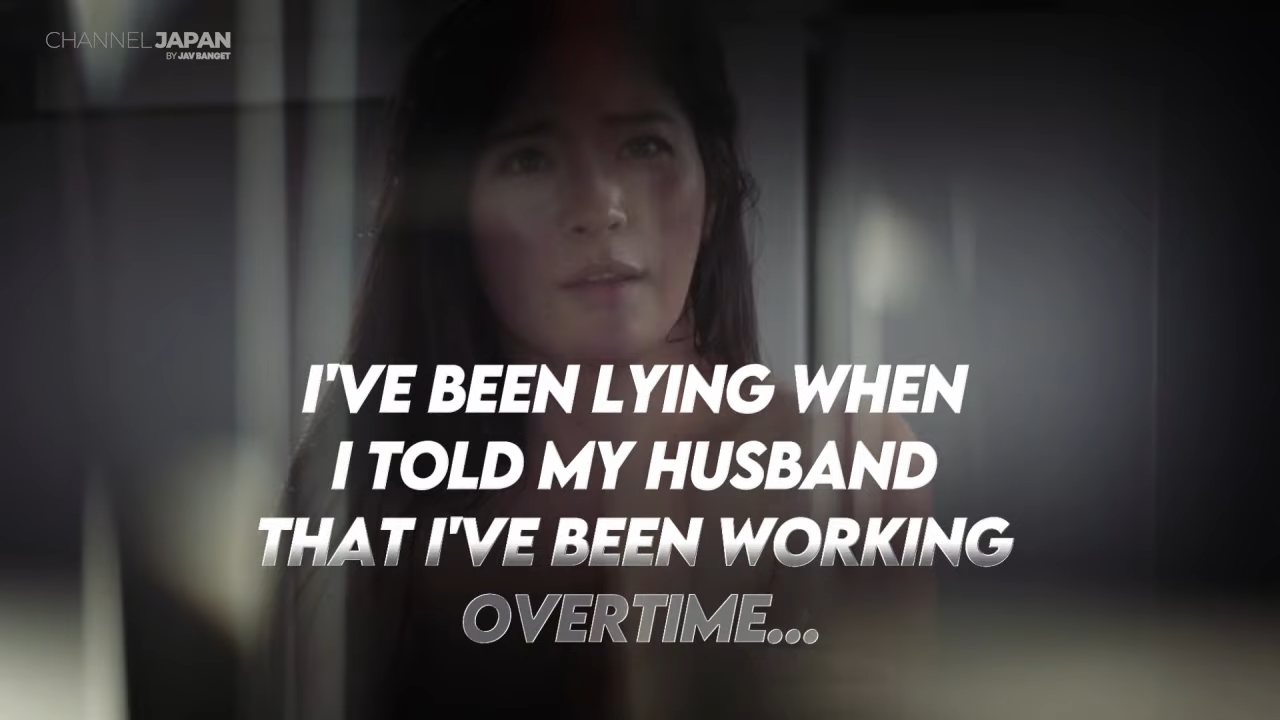 CHANNEL JAPAN
BY JAV BANGET
I'VE BEEN LYING WHEN
I TOLD MY HUSBAND
THAT I'VE BEEN WORKING
OVERTIME...